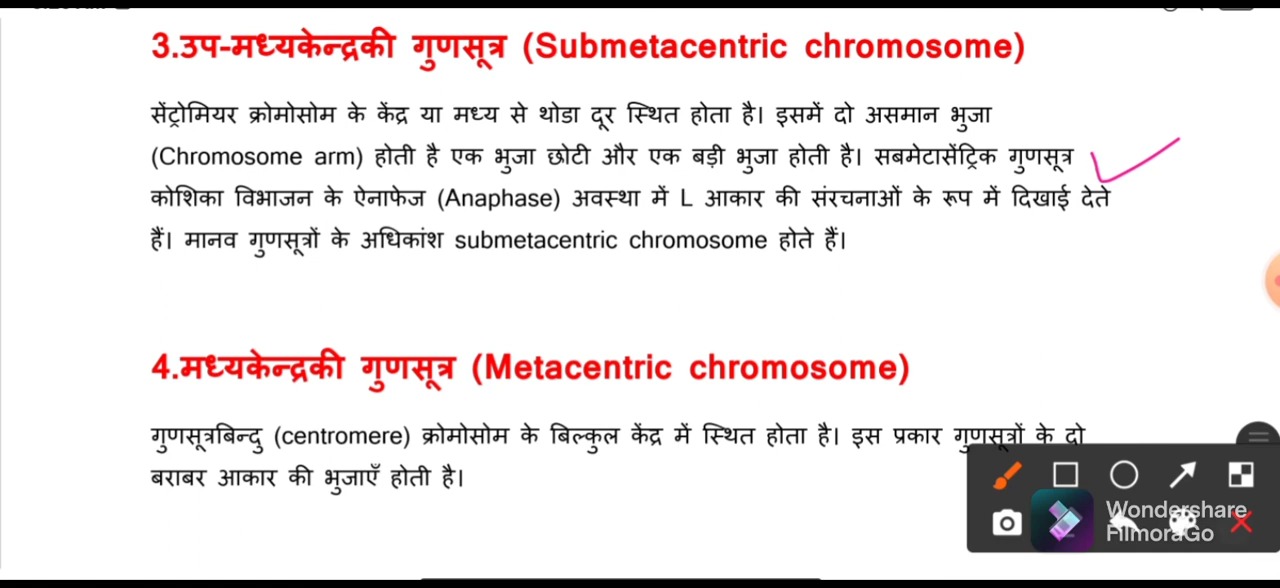 3.उप-मध्यकेन्द्रकी गुणसूत्र (Submetacentric chromosome)
सेंट्रोमियर क्रोमोसोम के केंद्र या मध्य से थोडा दूर स्थित होता है। इसमें दो असमान भुजा
(Chromosome arm) होती है एक भुजा छोटी और एक बड़ी भुजा होती है। सबमेटासेंट्रिक गुणसूत्र
कोशिका विभाजन के ऐनाफेज (Anaphase) अवस्था में L आकार की संरचनाओं के रूप में दिखाई देते
हैं। मानव गुणसूत्रों के अधिकांश submetacentric chromosome होते हैं।
4.मध्यकेन्द्रकी गुणसूत्र (Metacentric chromosome)
गुणसूत्रबिन्दु (centromere) क्रोमोसोम के बिल्कुल केंद्र में स्थित होता है। इस प्रकार गुणसूत्रों के दो
बराबर आकार की भुजाएँ होती है।
Wondershare
FilmoraGo